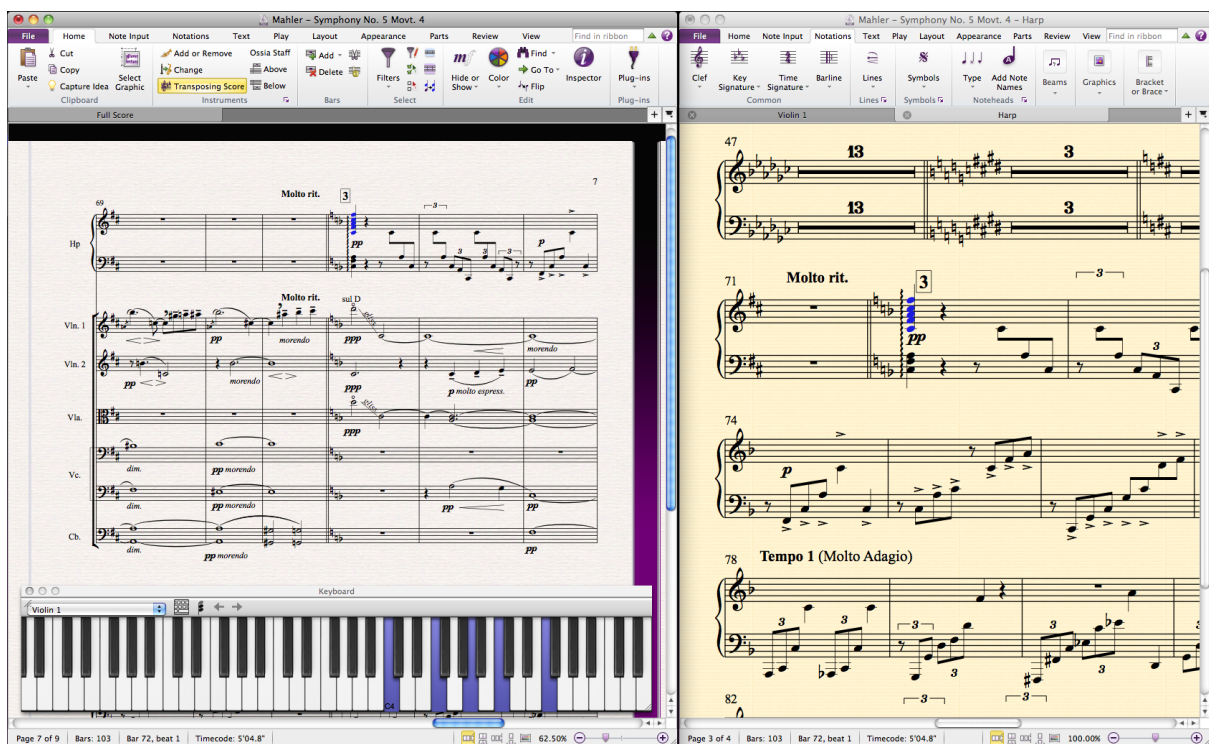 Mahler – Symphony No. 5 Movt. 4
File Home Note Input Notations Text Play Layout Appearance Parts Review View Find in ribbon
Paste Cut Copy Capture Idea Select Graphic Clipboard
Add or Remove Change Transposing Score Ossia Staff Above Below Instruments
Add Delete Bars
Filters Select
Hide or Show Color Find Go To Flip Inspector Edit
Plug-ins Plug-ins
Full Score
7
Molto rit. 3
69
3
Hp
pp p
3 3 3
Molto rit. sul D
Vln. 1
gliss.
pp morendo ppp morendo
Vln. 2
pp morendo ppp p molto espress. pp
Vla.
gliss.
ppp
dim. pp morendo
Vc.
dim. pp morendo pp pp
Cb.
dim. pp morendo pp
Keyboard
Violin 1
C4
Page 7 of 9 Bars: 103 Bar 72, beat 1 Timecode: 5'04.8" 62.50%
Mahler – Symphony No. 5 Movt. 4 – Harp
File Home Note Input Notations Text Play Layout Appearance Parts Review View Find in ribbon
Clef Key Signature Time Signature Barline Common
Lines Lines
Symbols Symbols
Type Add Note Names Noteheads
Beams
Graphics
Bracket or Brace
Violin 1 Harp
47
13 3
13 3
71 Molto rit. 3
3
pp
3
74
p
78 Tempo 1 (Molto Adagio)
3 3 3
3
3 3
82
Page 3 of 4 Bars: 103 Bar 72, beat 1 Timecode: 5'04.8" 100.00%